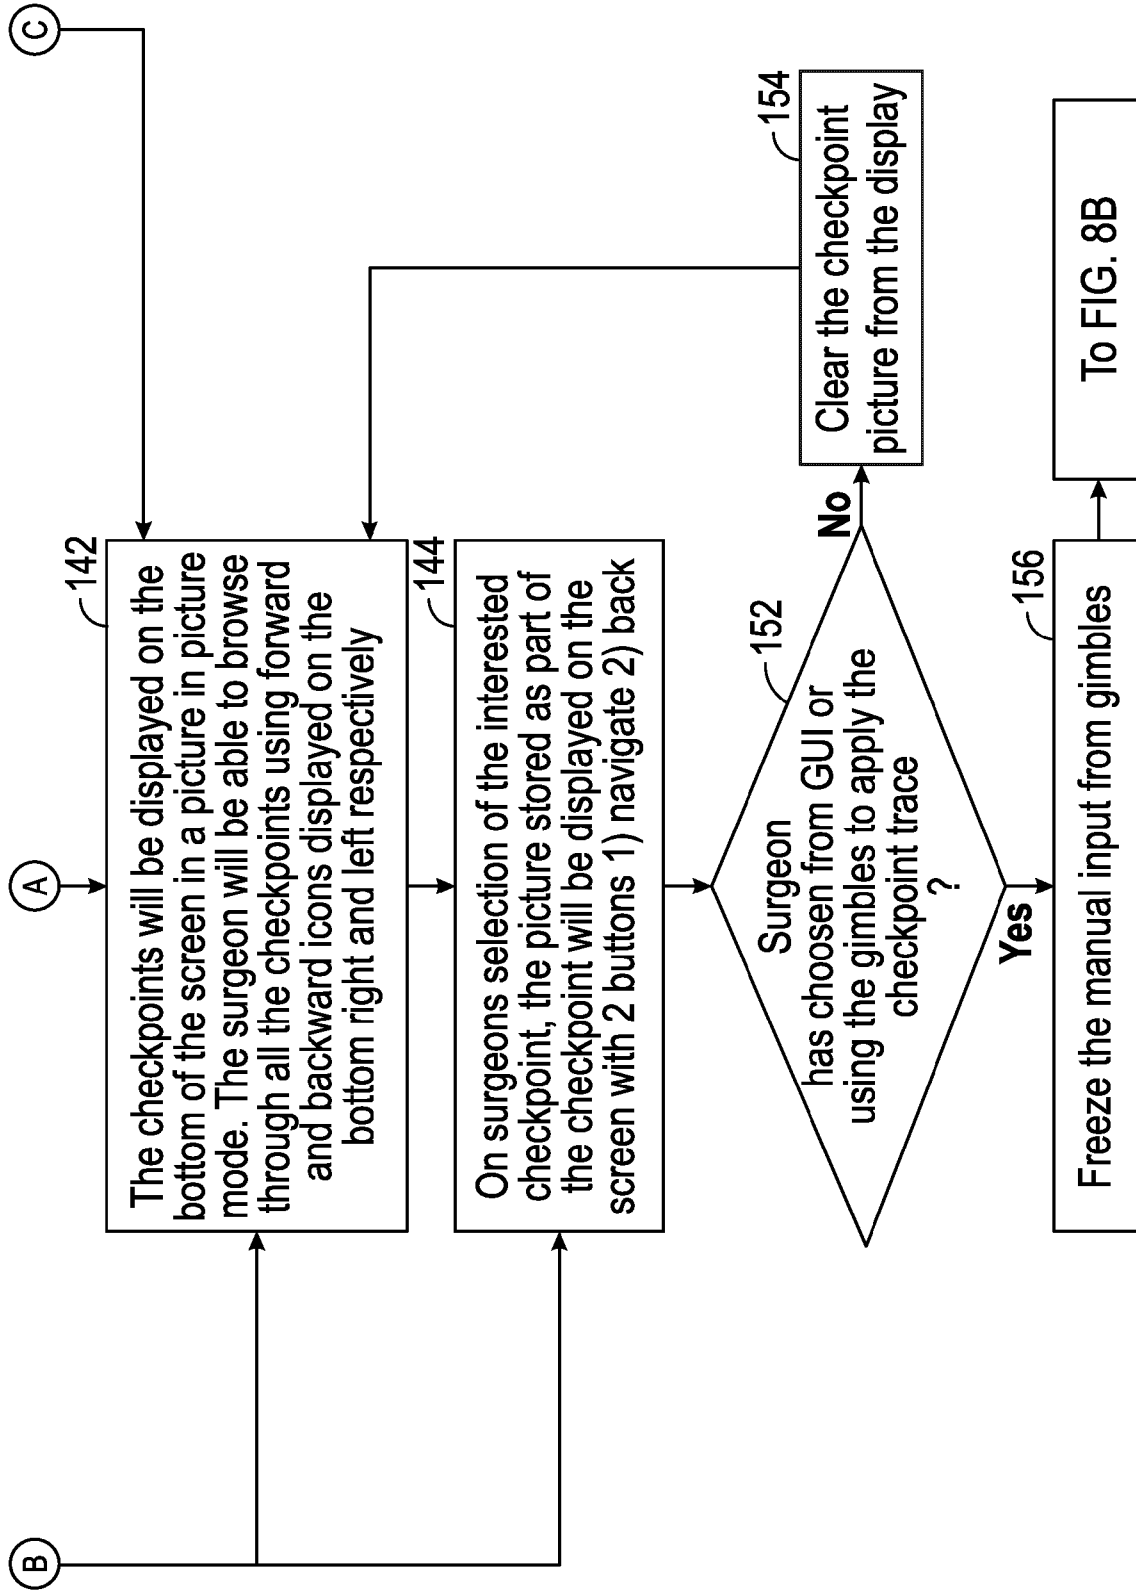 B
A
C
142
The checkpoints will be displayed on the
bottom of the screen in a picture in picture
mode. The surgeon will be able to browse
through all the checkpoints using forward
and backward icons displayed on the
bottom right and left respectively
144
On surgeons selection of the interested
checkpoint, the picture stored as part of
the checkpoint will be displayed on the
screen with 2 buttons 1) navigate 2) back
152
Surgeon
has choosen from GUI or
using the gimbles to apply the
checkpoint trace
?
No
154
Clear the checkpoint
picture from the display
Yes
156
Freeze the manual input from gimbles
To FIG. 8B